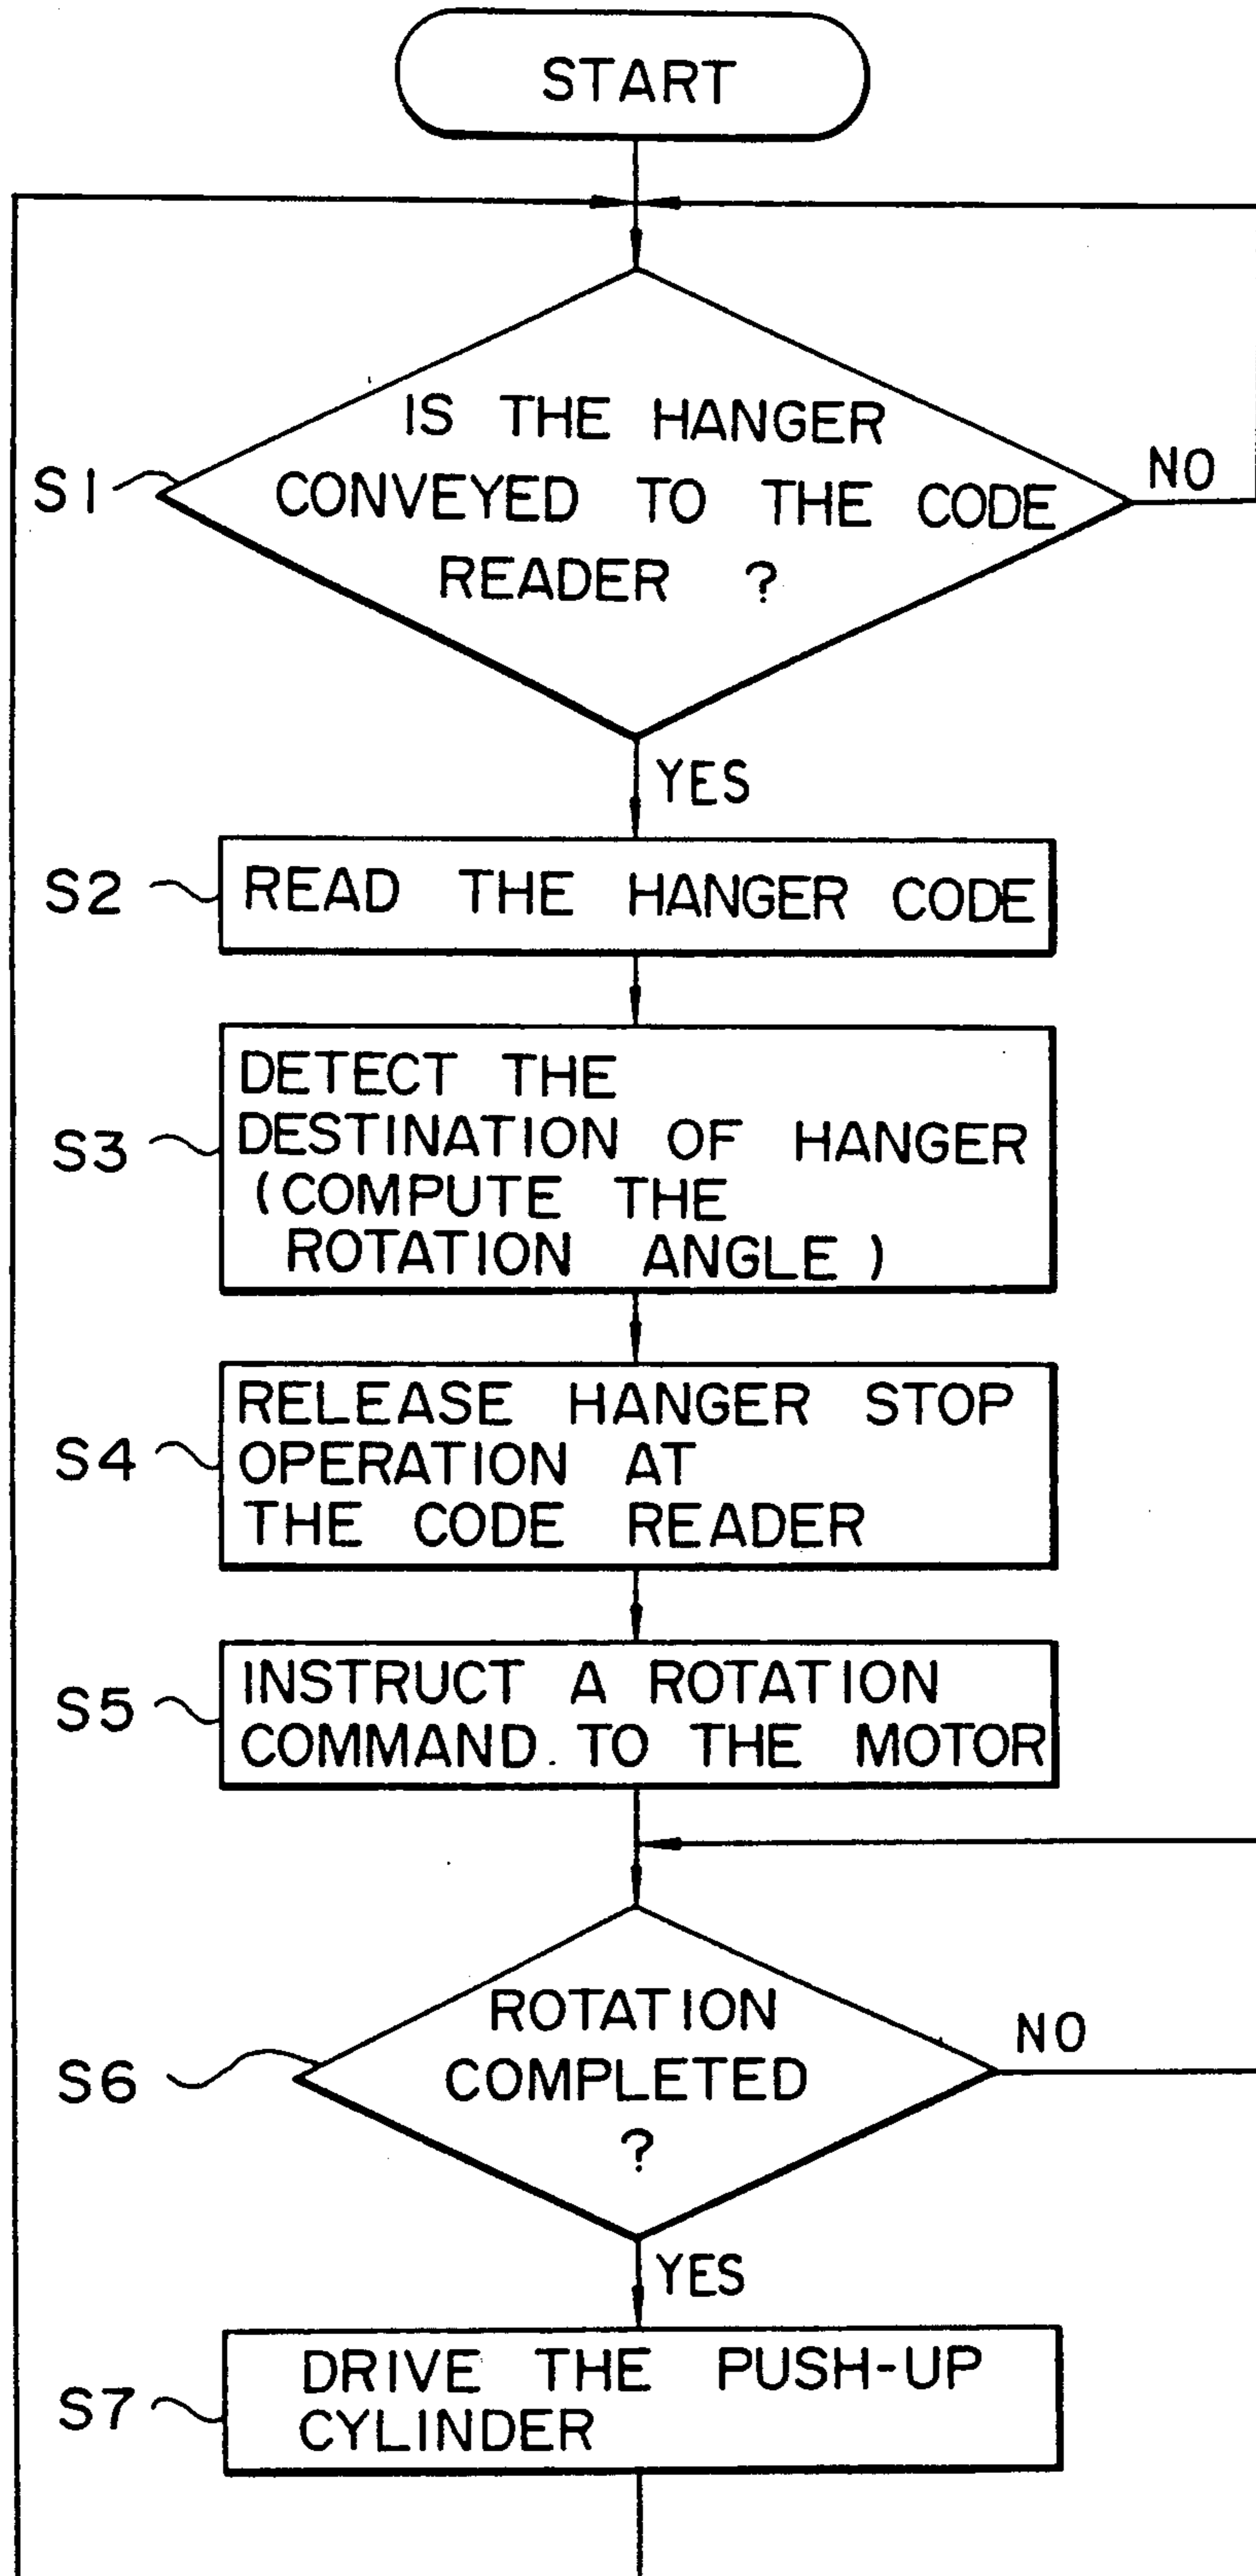 START
IS THE HANGER
CONVEYED TO THE CODE
READER ?
S1
NO
YES
S2
READ THE HANGER CODE
S3
DETECT THE
DESTINATION OF HANGER
(COMPUTE THE
ROTATION ANGLE)
S4
RELEASE HANGER STOP
OPERATION AT
THE CODE READER
S5
INSTRUCT A ROTATION
COMMAND TO THE MOTOR
S6
ROTATION
COMPLETED
?
NO
YES
S7
DRIVE THE PUSH-UP
CYLINDER